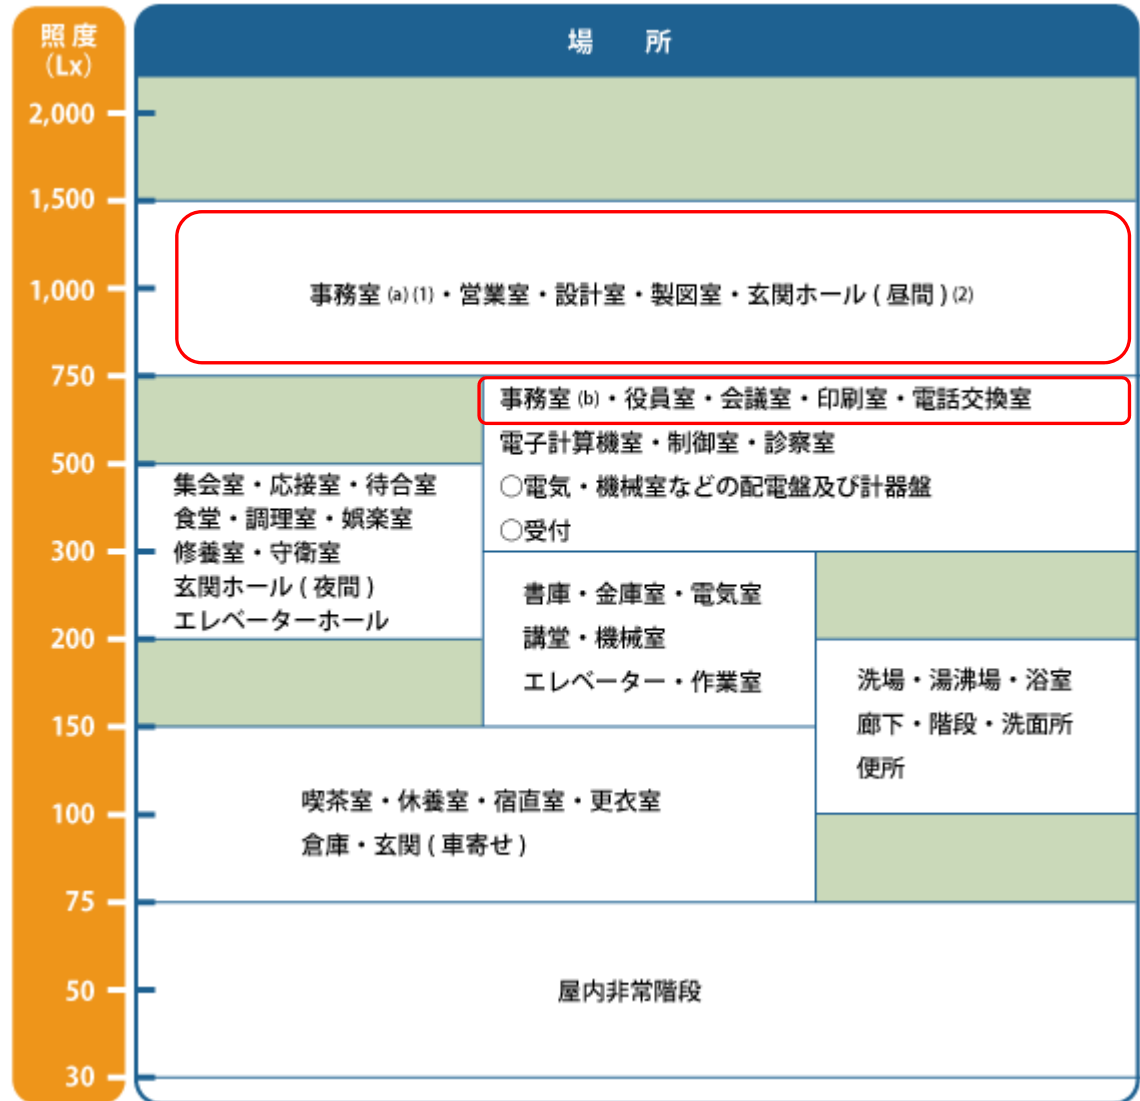 照度
(Lx)
場 所
2,000
1,500
1,000
750
500
300
200
150
100
75
50
30
事務室(a)(1)・営業室・設計室・製図室・玄関ホール(昼間)(2)
事務室(b)・役員室・会議室・印刷室・電話交換室
電子計算機室・制御室・診察室
○電気・機械室などの配電盤及び計器盤
○受付
集会室・応接室・待合室
食堂・調理室・娯楽室
修養室・守衛室
玄関ホール(夜間)
エレベーターホール
書庫・金庫室・電気室
講堂・機械室
エレベーター・作業室
洗場・湯沸場・浴室
廊下・階段・洗面所
便所
喫茶室・休養室・宿直室・更衣室
倉庫・玄関(車寄せ)
屋内非常階段